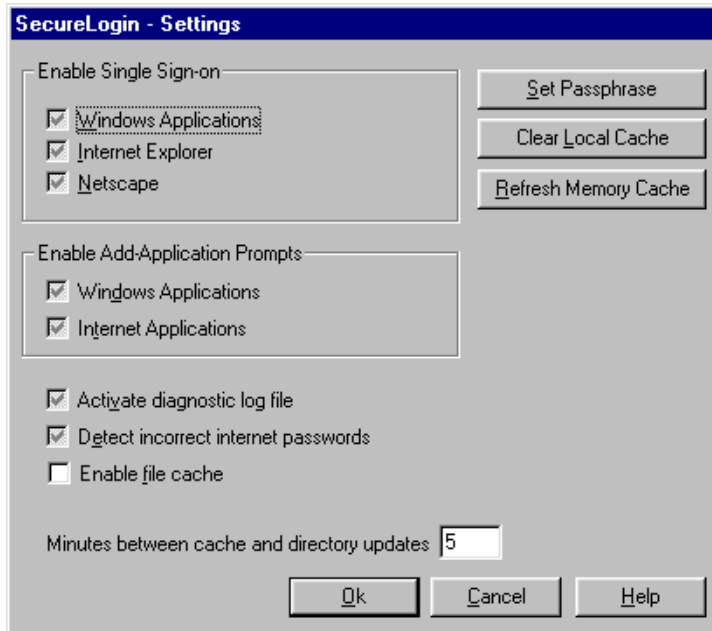 SecureLogin - Settings
Enable Single Sign-on
Windows Applications
Internet Explorer
Netscape
Set Passphrase
Clear Local Cache
Refresh Memory Cache
Enable Add-Application Prompts
Windows Applications
Internet Applications
Activate diagnostic log file
Detect incorrect internet passwords
Enable file cache
Minutes between cache and directory updates 5
Ok
Cancel
Help